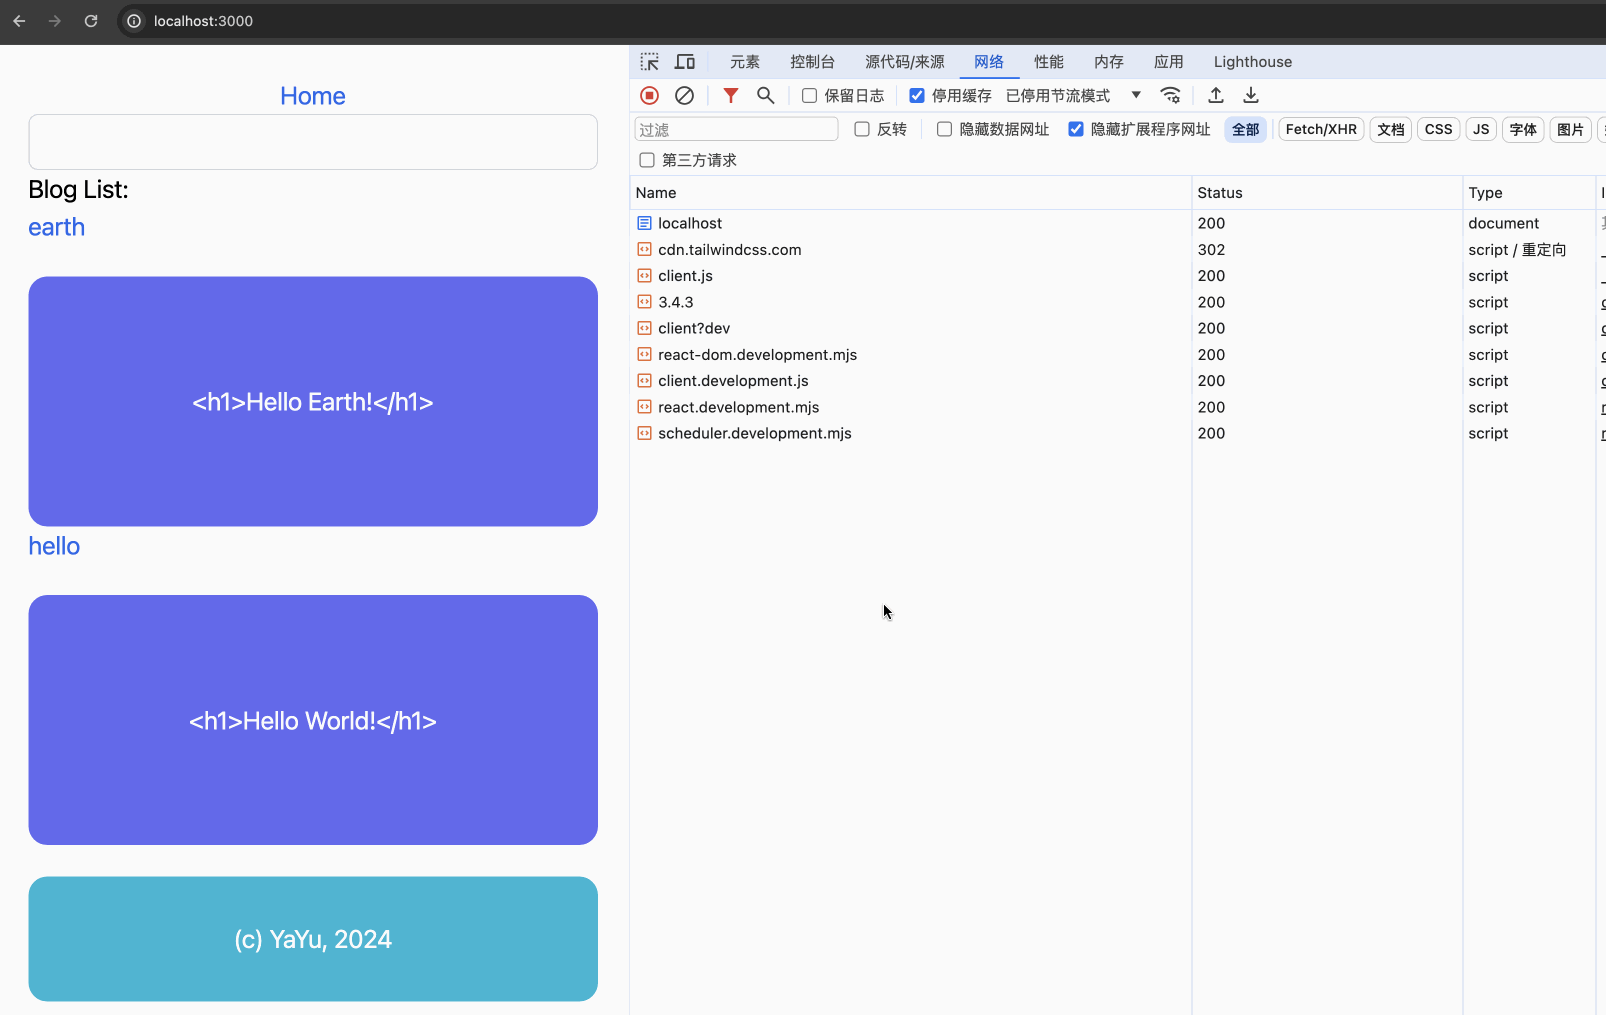 localhost:3000
Home
Blog List:
earth
<h1>Hello Earth!</h1>
hello
<h1>Hello World!</h1>
(c) YaYu, 2024
元素 控制台 源代码/来源 网络 性能 内存 应用 Lighthouse
保留日志 停用缓存 已停用节流模式
过滤 反转 隐藏数据网址 隐藏扩展程序网址 全部 Fetch/XHR 文档 CSS JS 字体 图片
第三方请求
Name Status Type
localhost 200 document
cdn.tailwindcss.com 302 script / 重定向
client.js 200 script
3.4.3 200 script
client?dev 200 script
react-dom.development.mjs 200 script
client.development.js 200 script
react.development.mjs 200 script
scheduler.development.mjs 200 script